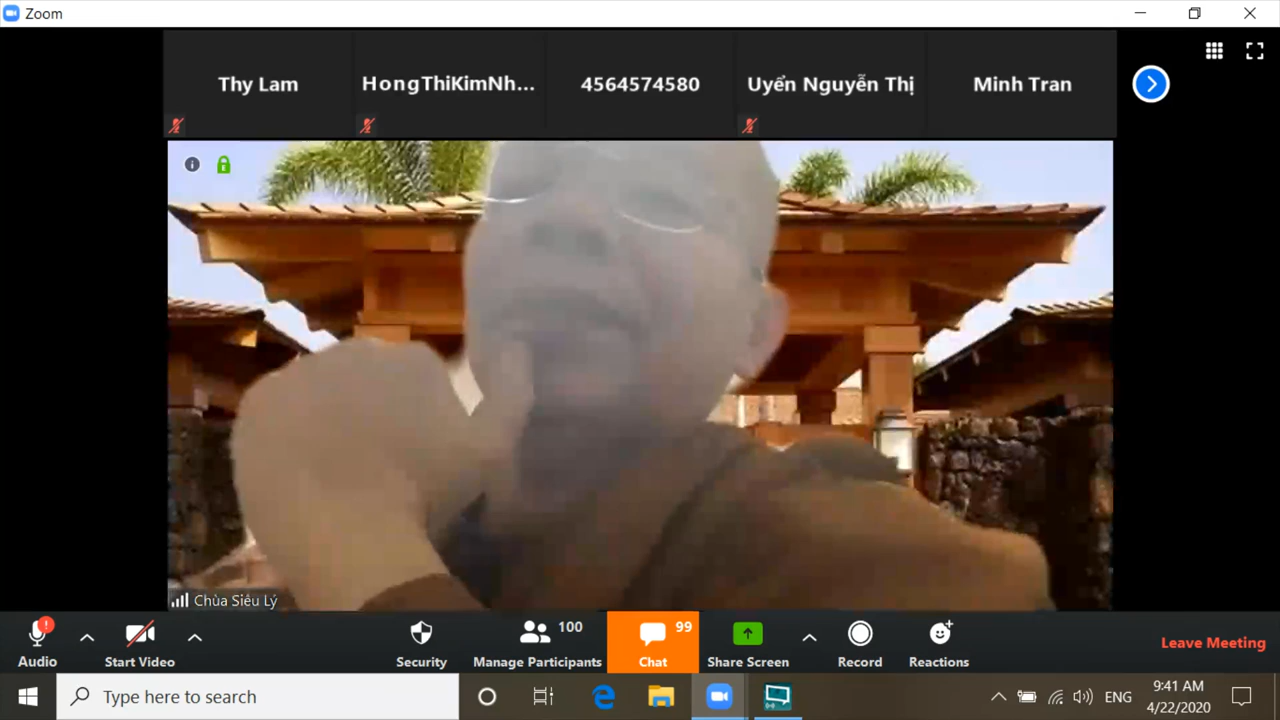 Zoom
Thy Lam
HongThiKimNh...
4564574580
Uyển Nguyễn Thị
Minh Tran
Chùa Siêu Lý
100
99
Audio
Start Video
Security
Manage Participants
Chat
Share Screen
Record
Reactions
Leave Meeting
Type here to search
ENG
9:41 AM
4/22/2020